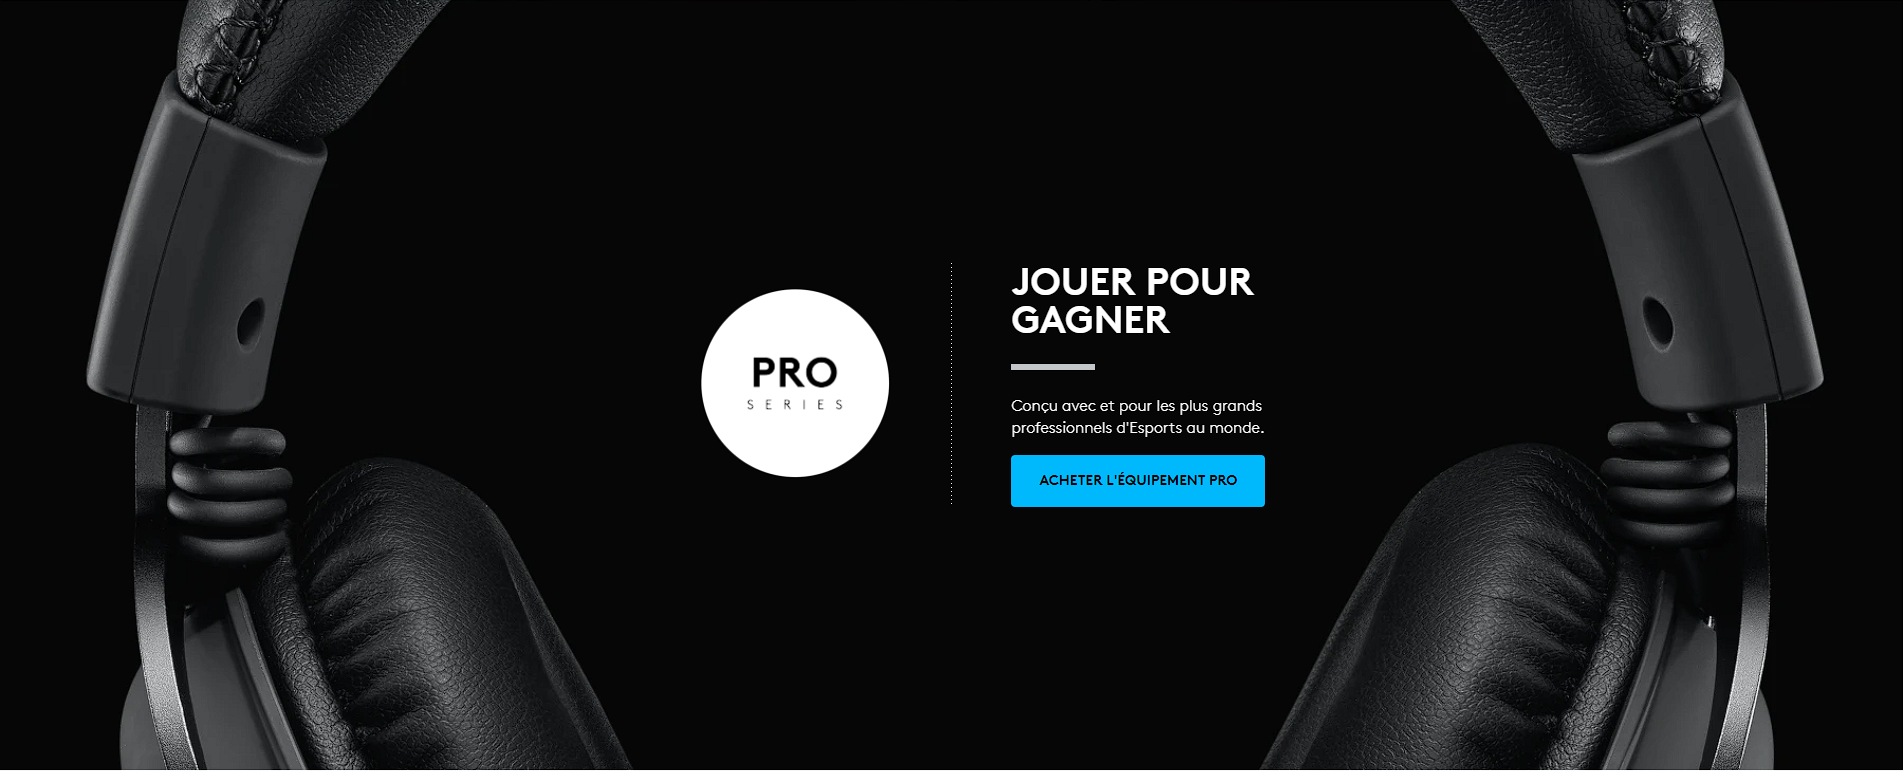 PRO
SERIES
JOUER POUR
GAGNER
Conçu avec et pour les plus grands
professionnels d'Esports au monde.
ACHETER L'ÉQUIPEMENT PRO